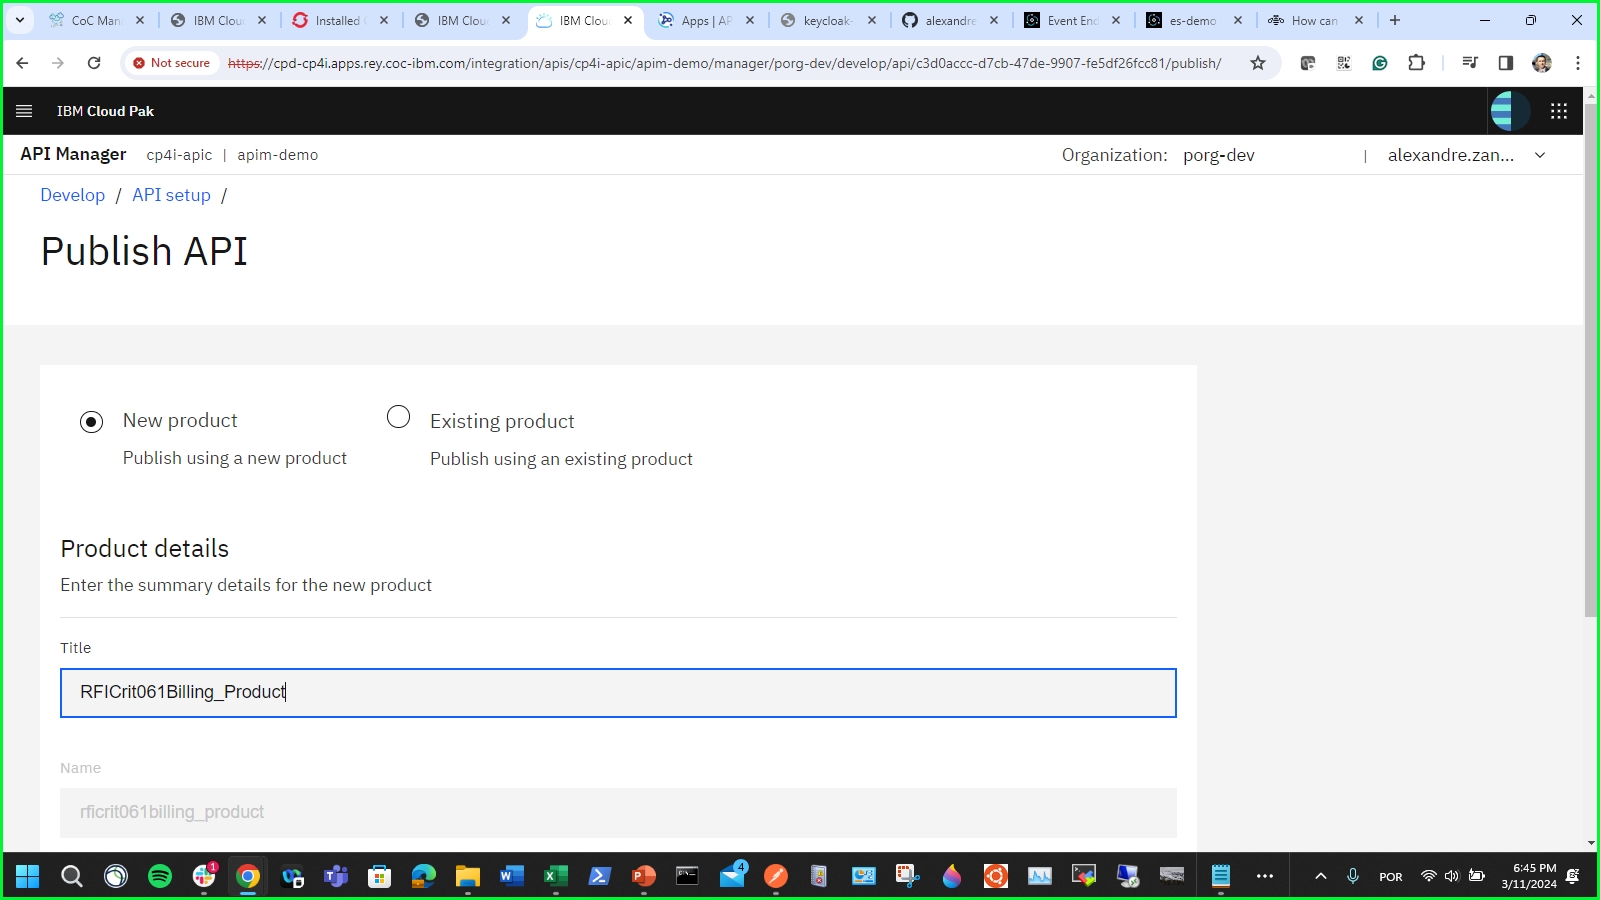 CoC Man
IBM Clou
Installed
IBM Clou
IBM Clou
Apps | AP
keycloak-
alexandre
Event End
es-demo
How can
Not secure
https://cpd-cp4i.apps.rey.coc-ibm.com/integration/apis/cp4i-apic/apim-demo/manager/porg-dev/develop/api/c3d0accc-d7cb-47de-9907-fe5df26fcc81/publish/
IBM Cloud Pak
API Manager cp4i-apic | apim-demo
Organization: porg-dev | alexandre.zan...
Develop / API setup /
Publish API
New product
Publish using a new product
Existing product
Publish using an existing product
Product details
Enter the summary details for the new product
Title
RFICrit061Billing_Product
Name
rficrit061billing_product
1
4
POR
6:45 PM
3/11/2024